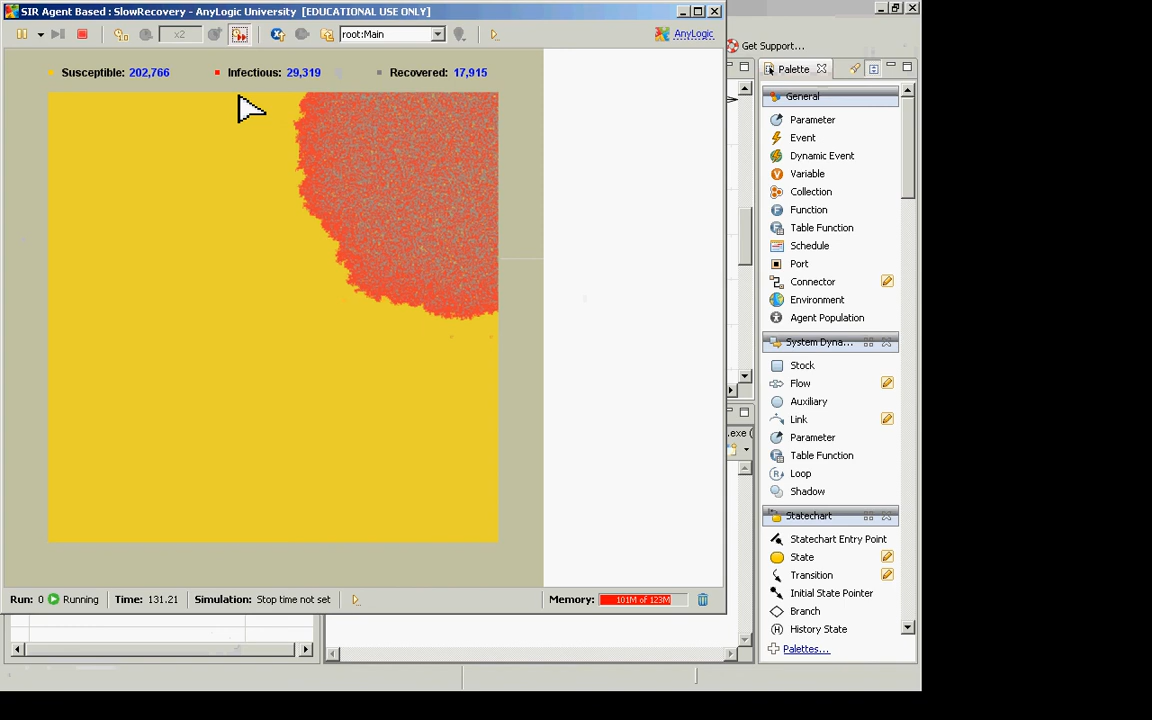 SIR Agent Based : SlowRecovery - AnyLogic University [EDUCATIONAL USE ONLY]
x2
root:Main
AnyLogic
Get Support...
Susceptible: 202,766
Infectious: 29,319
Recovered: 17,915
Palette
General
Parameter
Event
Dynamic Event
Variable
Collection
Function
Table Function
Schedule
Port
Connector
Environment
Agent Population
System Dyna...
Stock
Flow
Auxiliary
Link
Parameter
Table Function
Loop
Shadow
Statechart
Statechart Entry Point
State
Transition
Initial State Pointer
Branch
History State
Palettes...
.exe (
Run: 0 Running
Time: 131.21
Simulation: Stop time not set
Memory: 101M of 123M